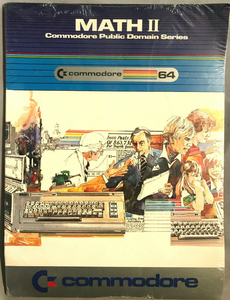 MATH II
Commodore Public Domain Series
commodore 64
commodore